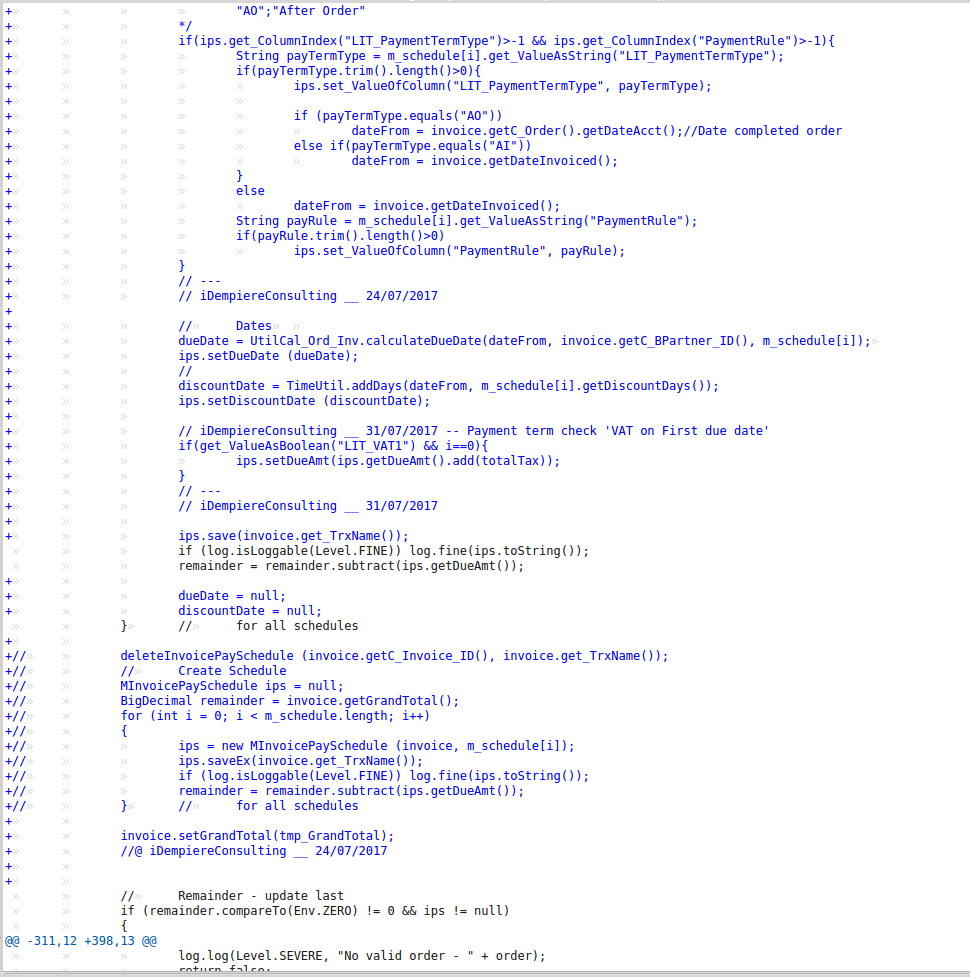 + "AO";"After Order"
+ */
+ if(ips.get_ColumnIndex("LIT_PaymentTermType")>-1 && ips.get_ColumnIndex("PaymentRule")>-1){
+ String payTermType = m_schedule[i].get_ValueAsString("LIT_PaymentTermType");
+ if(payTermType.trim().length()>0){
+ ips.set_ValueOfColumn("LIT_PaymentTermType", payTermType);
+
+ if (payTermType.equals("AO"))
+ dateFrom = invoice.getC_Order().getDateAcct();//Date completed order
+ else if(payTermType.equals("AI"))
+ dateFrom = invoice.getDateInvoiced();
+ }
+ else
+ dateFrom = invoice.getDateInvoiced();
+ String payRule = m_schedule[i].get_ValueAsString("PaymentRule");
+ if(payRule.trim().length()>0)
+ ips.set_ValueOfColumn("PaymentRule", payRule);
+ }
+ // ---
+ // iDempiereConsulting __ 24/07/2017
+
+ // Dates
+ dueDate = UtilCal_Ord_Inv.calculateDueDate(dateFrom, invoice.getC_BPartner_ID(), m_schedule[i]);
+ ips.setDueDate (dueDate);
+ //
+ discountDate = TimeUtil.addDays(dateFrom, m_schedule[i].getDiscountDays());
+ ips.setDiscountDate (discountDate);
+
+ // iDempiereConsulting __ 31/07/2017 -- Payment term check 'VAT on First due date'
+ if(get_ValueAsBoolean("LIT_VAT1") && i==0){
+ ips.setDueAmt(ips.getDueAmt().add(totalTax));
+ }
+ // ---
+ // iDempiereConsulting __ 31/07/2017
+
+ ips.save(invoice.get_TrxName());
if (log.isLoggable(Level.FINE)) log.fine(ips.toString());
remainder = remainder.subtract(ips.getDueAmt());
+
+ dueDate = null;
+ discountDate = null;
} // for all schedules
+
+// deleteInvoicePaySchedule (invoice.getC_Invoice_ID(), invoice.get_TrxName());
+// // Create Schedule
+// MInvoicePaySchedule ips = null;
+// BigDecimal remainder = invoice.getGrandTotal();
+// for (int i = 0; i < m_schedule.length; i++)
+// {
+// ips = new MInvoicePaySchedule (invoice, m_schedule[i]);
+// ips.saveEx(invoice.get_TrxName());
+// if (log.isLoggable(Level.FINE)) log.fine(ips.toString());
+// remainder = remainder.subtract(ips.getDueAmt());
+// } // for all schedules
+
+ invoice.setGrandTotal(tmp_GrandTotal);
+ //@ iDempiereConsulting __ 24/07/2017
+
+
// Remainder - update last
if (remainder.compareTo(Env.ZERO) != 0 && ips != null)
{
@@ -311,12 +398,13 @@
log.log(Level.SEVERE, "No valid order - " + order);
return false;